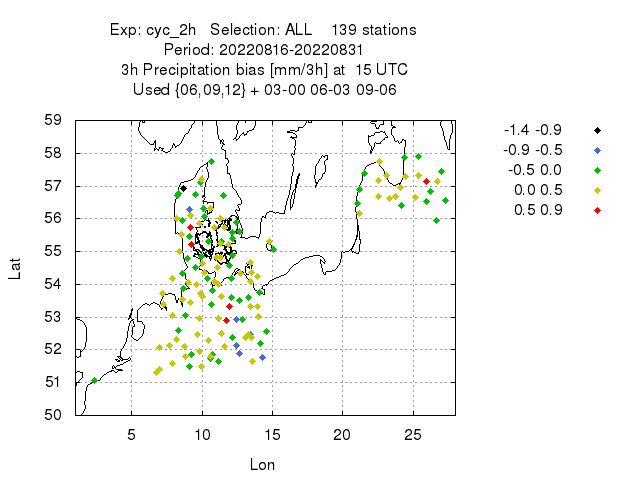 Exp: cyc_2h Selection: ALL 139 stations
Period: 20220816-20220831
3h Precipitation bias [mm/3h] at 15 UTC
Used {06,09,12} + 03-00 06-03 09-06
59
58
57
56
55
54
53
52
51
50
Lat
5 10 15 20 25
Lon
-1.4 -0.9
-0.9 -0.5
-0.5 0.0
0.0 0.5
0.5 0.9